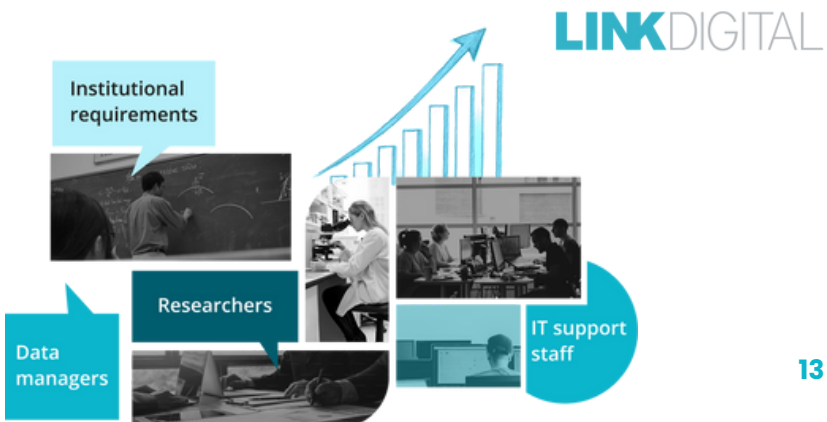 LINKDIGITAL
Institutional
requirements
Researchers
Data
managers
IT support
staff
13